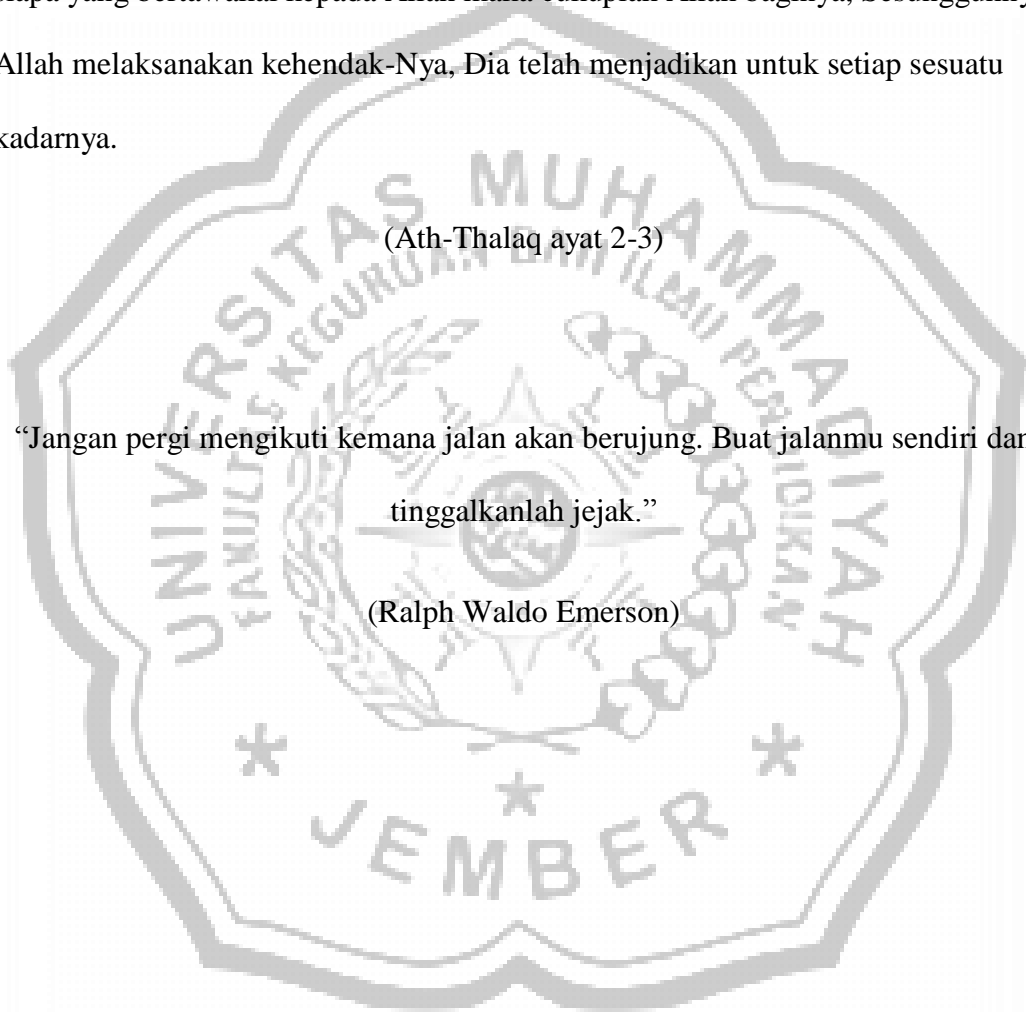 siapa yang bertawakal kepada Allah maka cukuplah Allah baginya,
Allah melaksanakan kehendak-Nya, Dia telah menjadikan untuk setiap sesuatu
kadarnya.
(Ath-Thalaq ayat 2-3)
“Jangan pergi mengikuti kemana jalan akan berujung. Buat jalanmu sendiri dan
tinggalkanlah jejak.”
(Ralph Waldo Emerson)
UNIVERSITAS MUHAMMADIYAH
FAKULTAS KEGURUAN DAN ILMU PENDIDIKAN
JEMBER